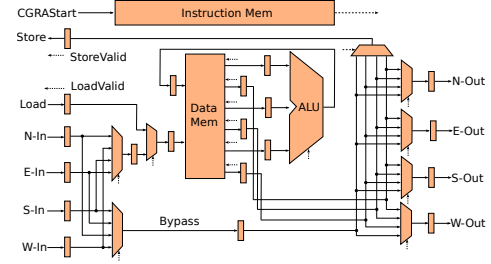 CGRAStart
Instruction Mem
Store
StoreValid
LoadValid
Load
N-In
E-In
S-In
W-In
Data
Mem
ALU
Bypass
N-Out
E-Out
S-Out
W-Out